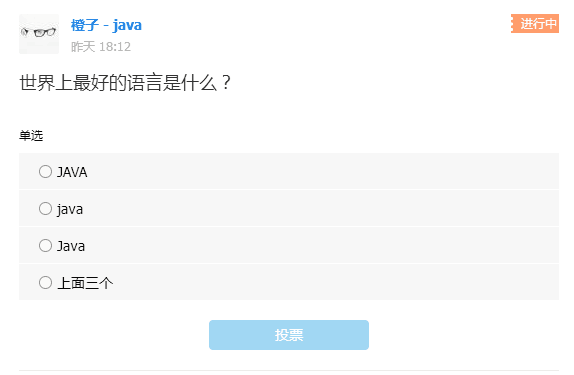 橙子 - java
进行中
昨天 18:12
世界上最好的语言是什么？
单选
JAVA
java
Java
上面三个
投票